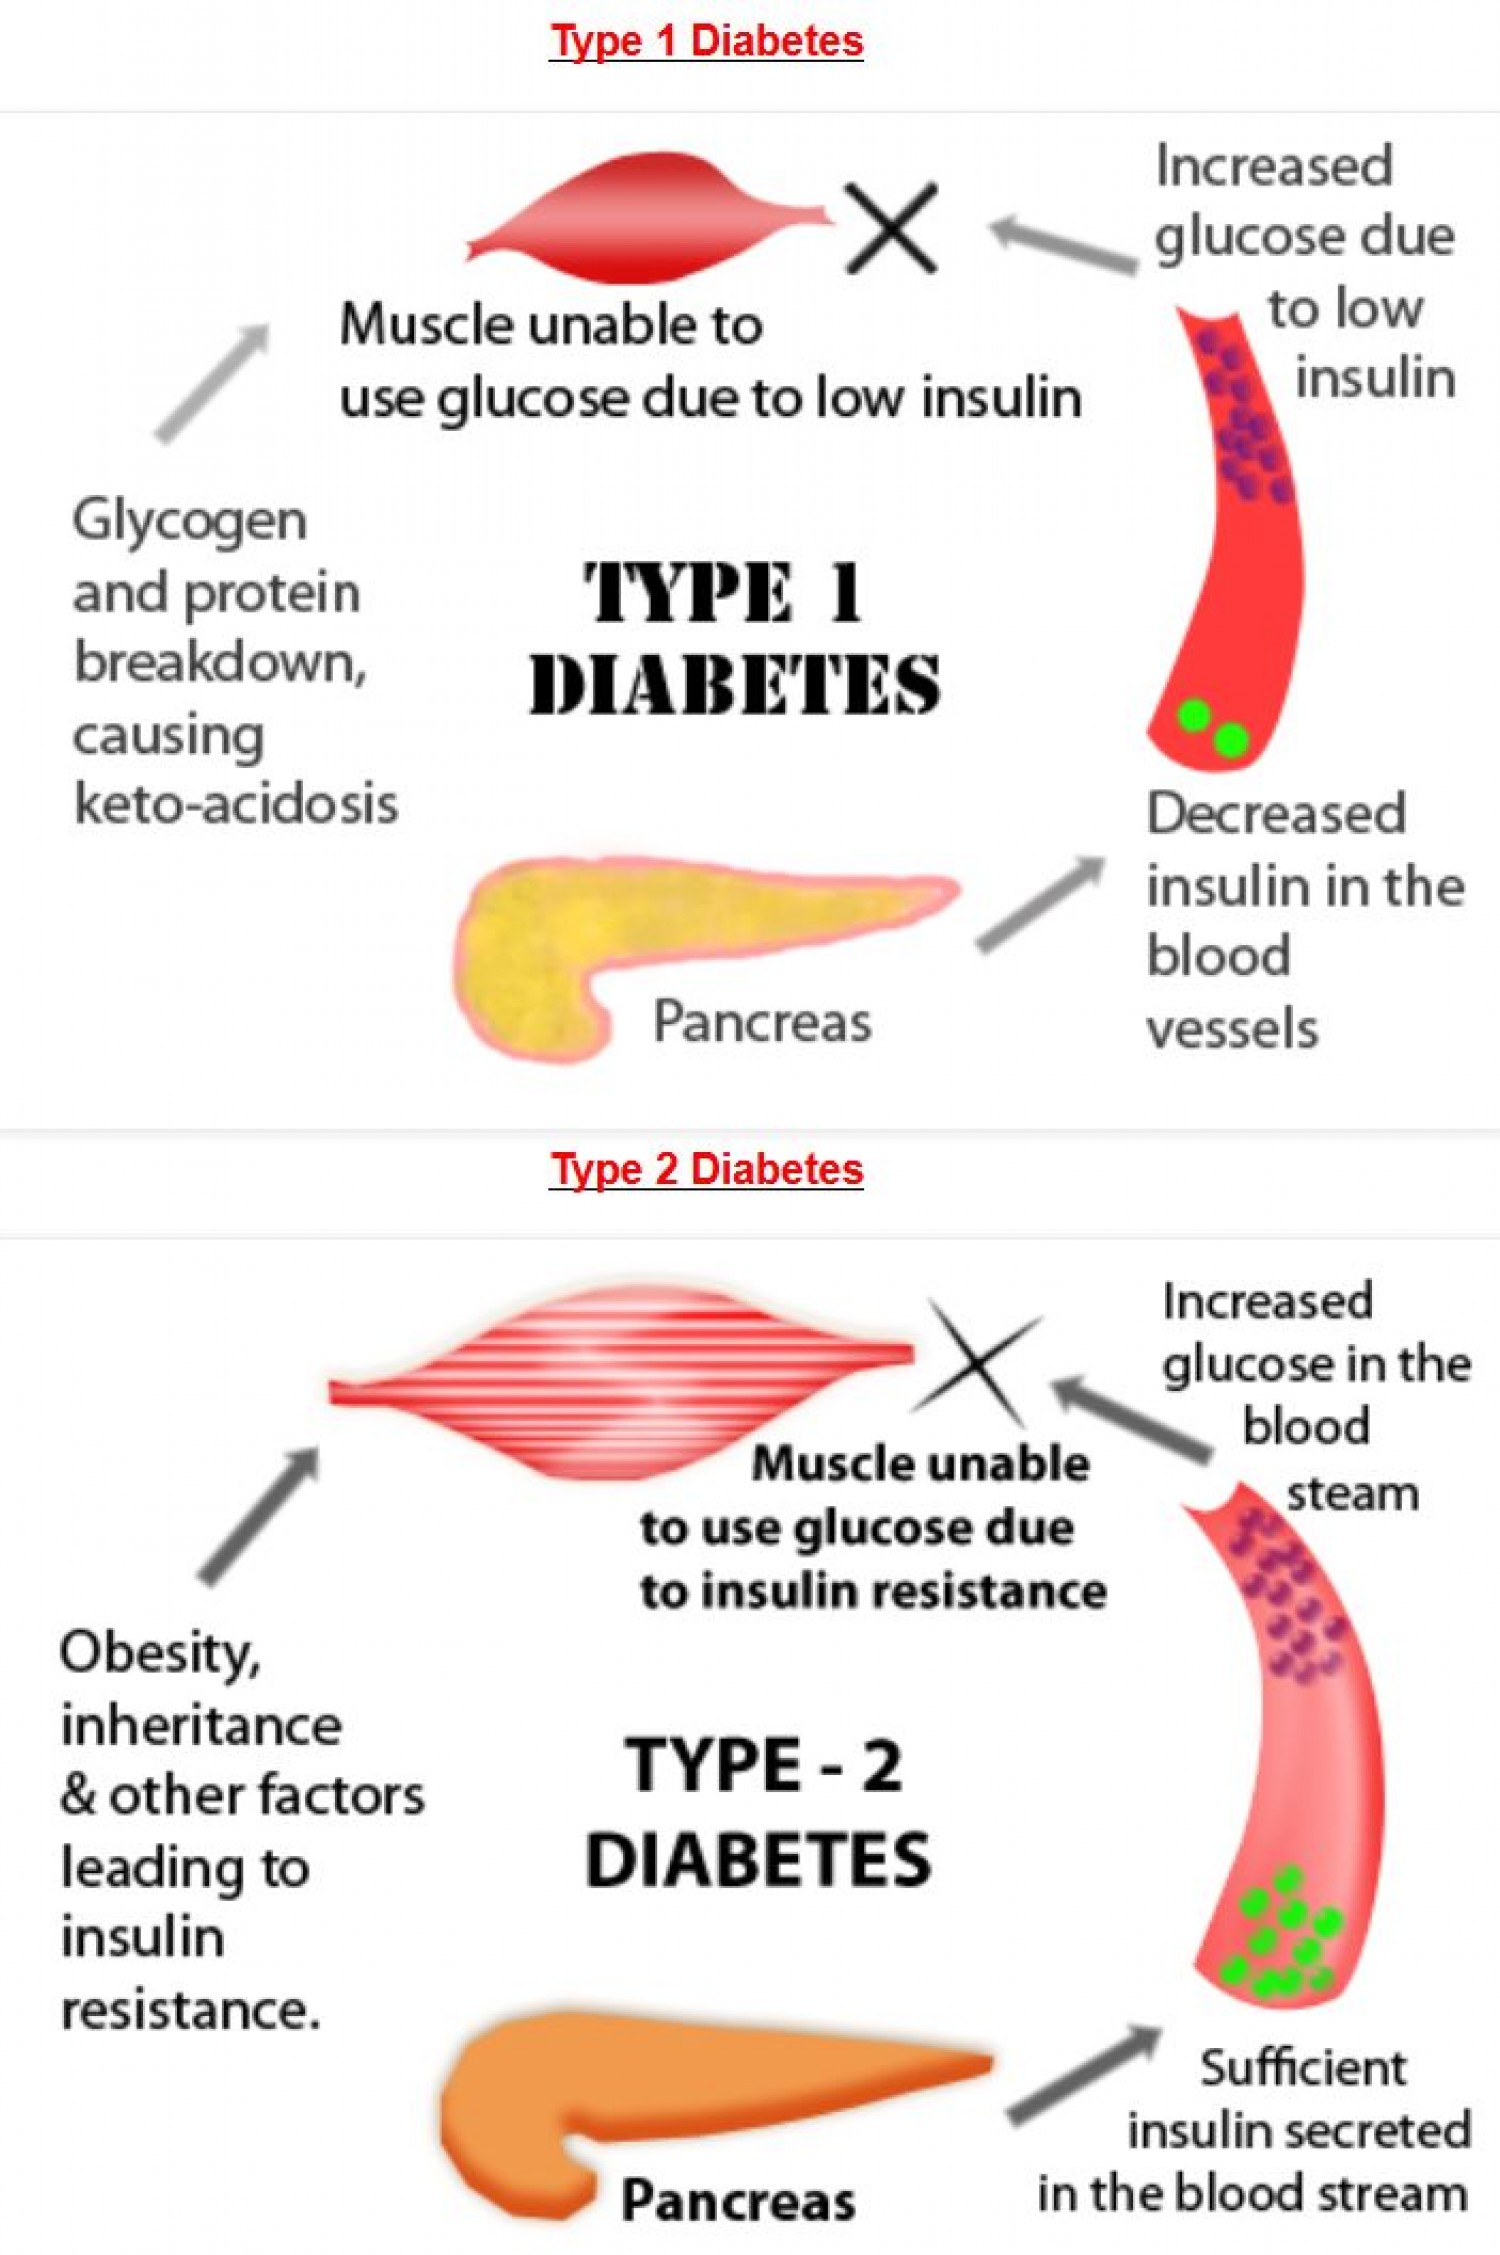 Type 1 Diabetes
Increased
glucose due
to low
insulin
Muscle unable to
use glucose due to low insulin
Glycogen
and protein
breakdown,
causing
keto-acidosis
TYPE 1
DIABETES
Decreased
insulin in the
blood
vessels
Pancreas
Type 2 Diabetes
Increased
glucose in the
blood
steam
Muscle unable
to use glucose due
to insulin resistance
Obesity,
inheritance
& other factors
leading to
insulin
resistance.
TYPE - 2
DIABETES
Sufficient
insulin secreted
in the blood stream
Pancreas